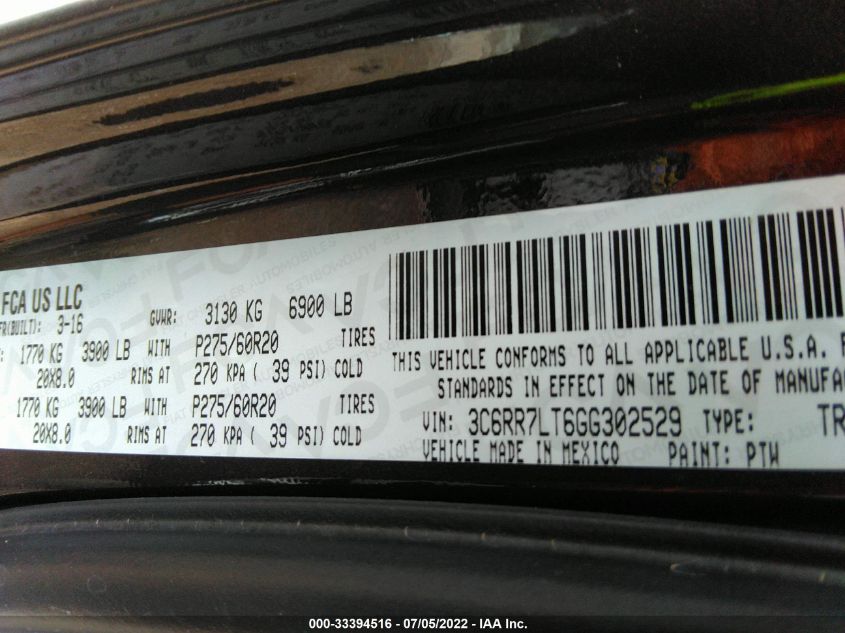 FCA US LLC
FR(BUILT): 3-16 GVWR: 3130 KG 6900 LB
1770 KG 3900 LB WITH P275/60R20 TIRES
20X8.0 RIMS AT 270 KPA ( 39 PSI) COLD
1770 KG 3900 LB WITH P275/60R20 TIRES
20X8.0 RIMS AT 270 KPA ( 39 PSI) COLD
THIS VEHICLE CONFORMS TO ALL APPLICABLE U.S.A. F
STANDARDS IN EFFECT ON THE DATE OF MANUFA
VIN: 3C6RR7LT6GG302529 TYPE: TR
VEHICLE MADE IN MEXICO PAINT: PTW
000-33394516 - 07/05/2022 - IAA Inc.